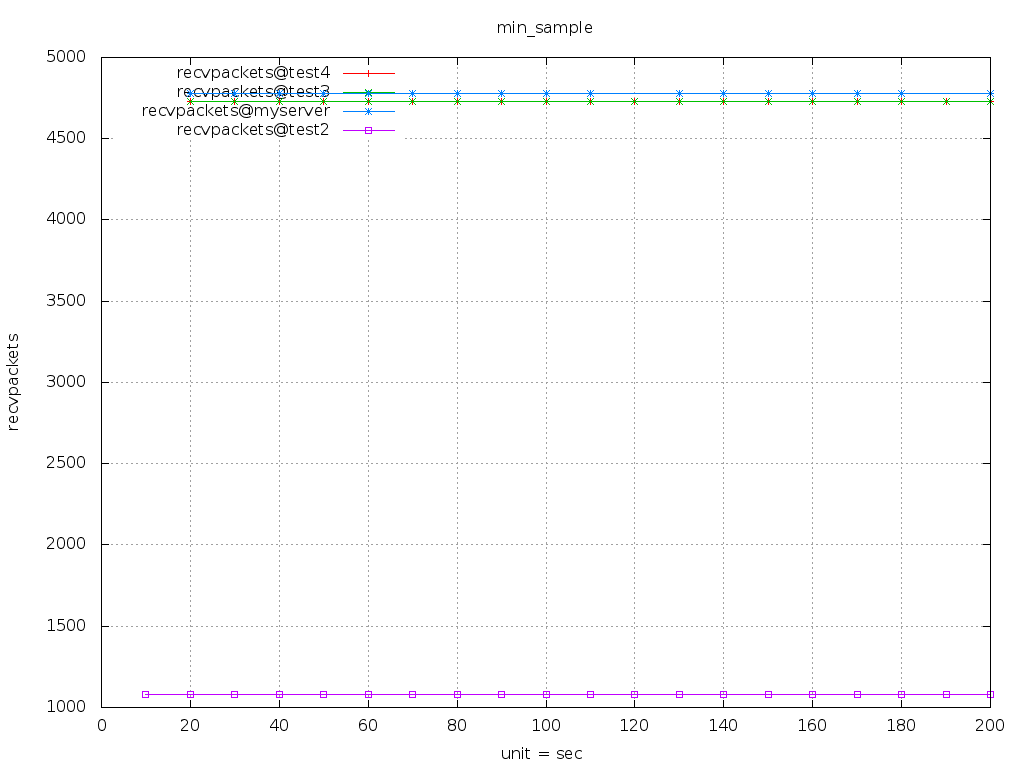 min_sample
5000
4500
4000
3500
3000
2500
2000
1500
1000
recvpackets
recvpackets@test4
recvpackets@test3
recvpackets@myserver
recvpackets@test2
0 20 40 60 80 100 120 140 160 180 200
unit = sec